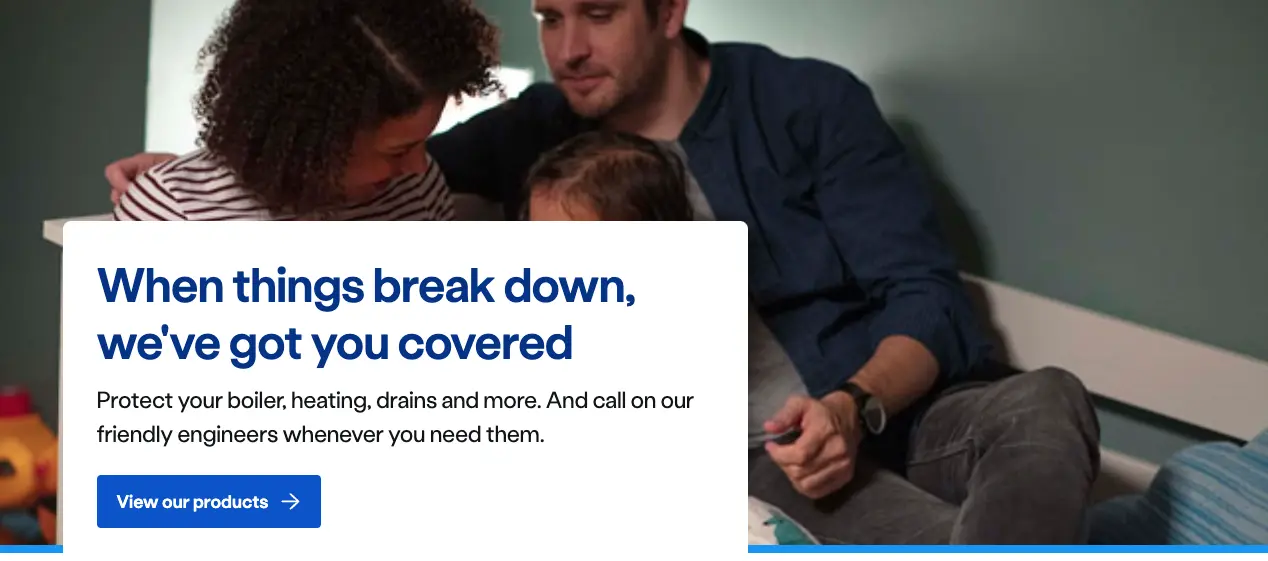 When things break down,
we've got you covered
Protect your boiler, heating, drains and more. And call on our
friendly engineers whenever you need them.
View our products